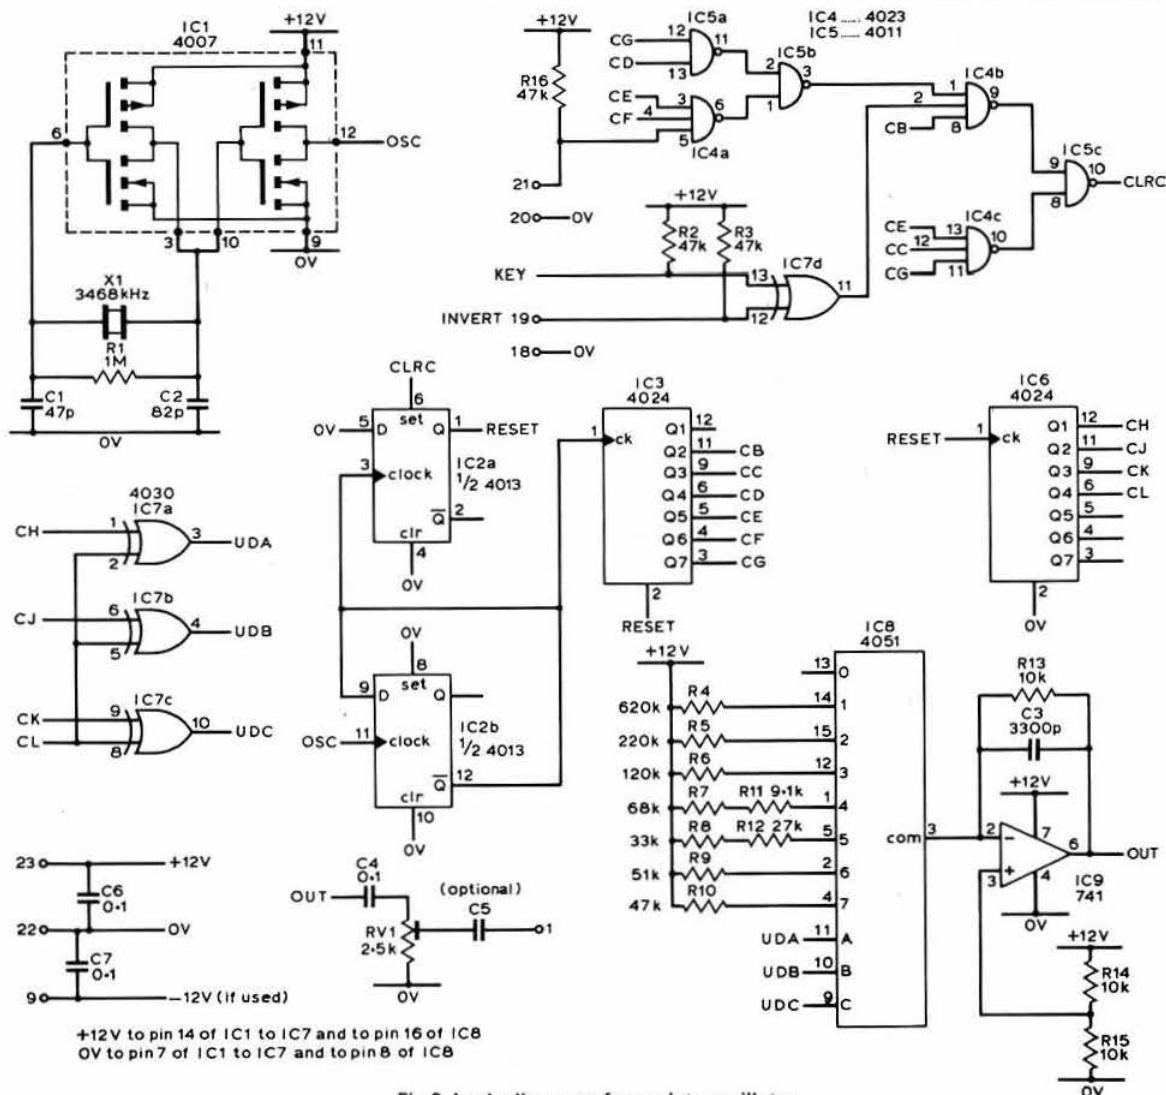 IC1
4007
+12V
11
6
12
OSC
3
10
9
0V
X1
3468kHz
R1
1M
C1
47p
C2
82p
0V
+12V
R16
47k
21
20
0V
IC5a
CG
12
11
CD
13
CE
3
CF
4
6
5
IC4a
IC4 ..... 4023
IC5 ..... 4011
IC5b
2
3
1
IC4b
1
2
9
CB
8
IC5c
9
10
CLRC
8
IC4c
CE
13
CC
12
10
CG
11
+12V
R2
47k
R3
47k
KEY
13
IC7d
11
INVERT 19
12
18
0V
4030
IC7a
CH
1
3
UDA
2
IC7b
CJ
6
4
UDB
5
IC7c
CK
9
10
UDC
CL
8
CLRC
6
set
0V
5
D
Q
1
RESET
3
clock
IC2a
1/2 4013
Q
2
clr
4
0V
0V
8
set
9
D
Q
OSC
11
clock
IC2b
1/2 4013
Q
12
clr
10
0V
IC3
4024
1
ck
Q1
12
Q2
11
CB
Q3
9
CC
Q4
6
CD
Q5
5
CE
Q6
4
CF
Q7
3
CG
2
RESET
IC6
4024
RESET
1
ck
Q1
12
CH
Q2
11
CJ
Q3
9
CK
Q4
6
CL
Q5
5
Q6
4
Q7
3
2
0V
IC8
4051
+12V
13
0
620k
R4
14
1
220k
R5
15
2
120k
R6
12
3
68k
R7
R11 9·1k
1
4
33k
R8
R12 27k
5
5
51k
R9
2
6
47k
R10
4
7
com
3
UDA
11
A
UDB
10
B
UDC
9
C
R13
10k
C3
3300p
+12V
2
7
6
OUT
3
4
IC9
741
0V
+12V
R14
10k
R15
10k
0V
23
+12V
C6
0·1
22
0V
C7
0·1
9
-12V (if used)
OUT
C4
0·1
(optional)
C5
1
RV1
2·5k
0V
+12V to pin 14 of IC1 to IC7 and to pin 16 of IC8
0V to pin 7 of IC1 to IC7 and to pin 8 of IC8